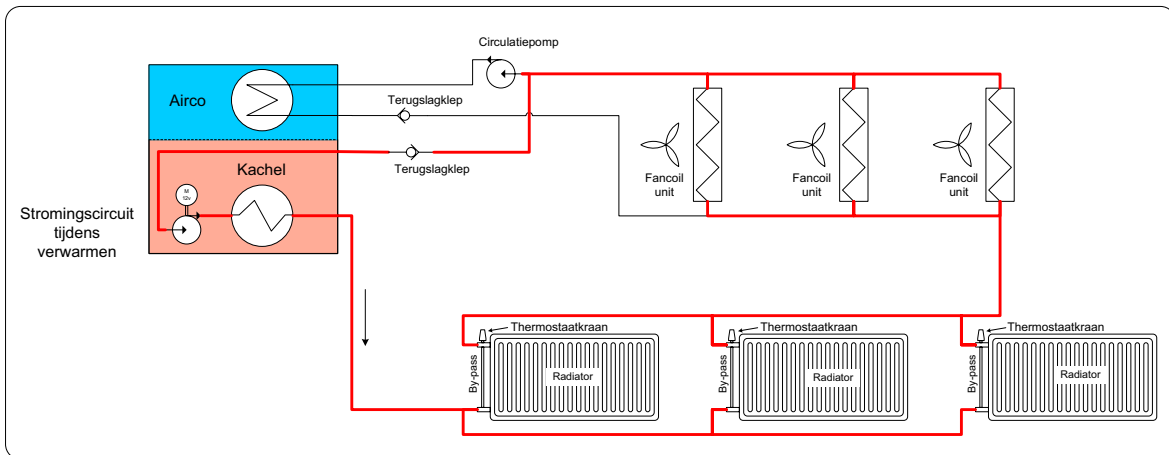 Circulatiepomp
Airco
Terugslagklep
Terugslagklep
Kachel
M
12v
Stromingscircuit
tijdens
verwarmen
Fancoil
unit
Fancoil
unit
Fancoil
unit
Thermostaatkraan
Thermostaatkraan
Thermostaatkraan
By-pass
Radiator
By-pass
Radiator
By-pass
Radiator